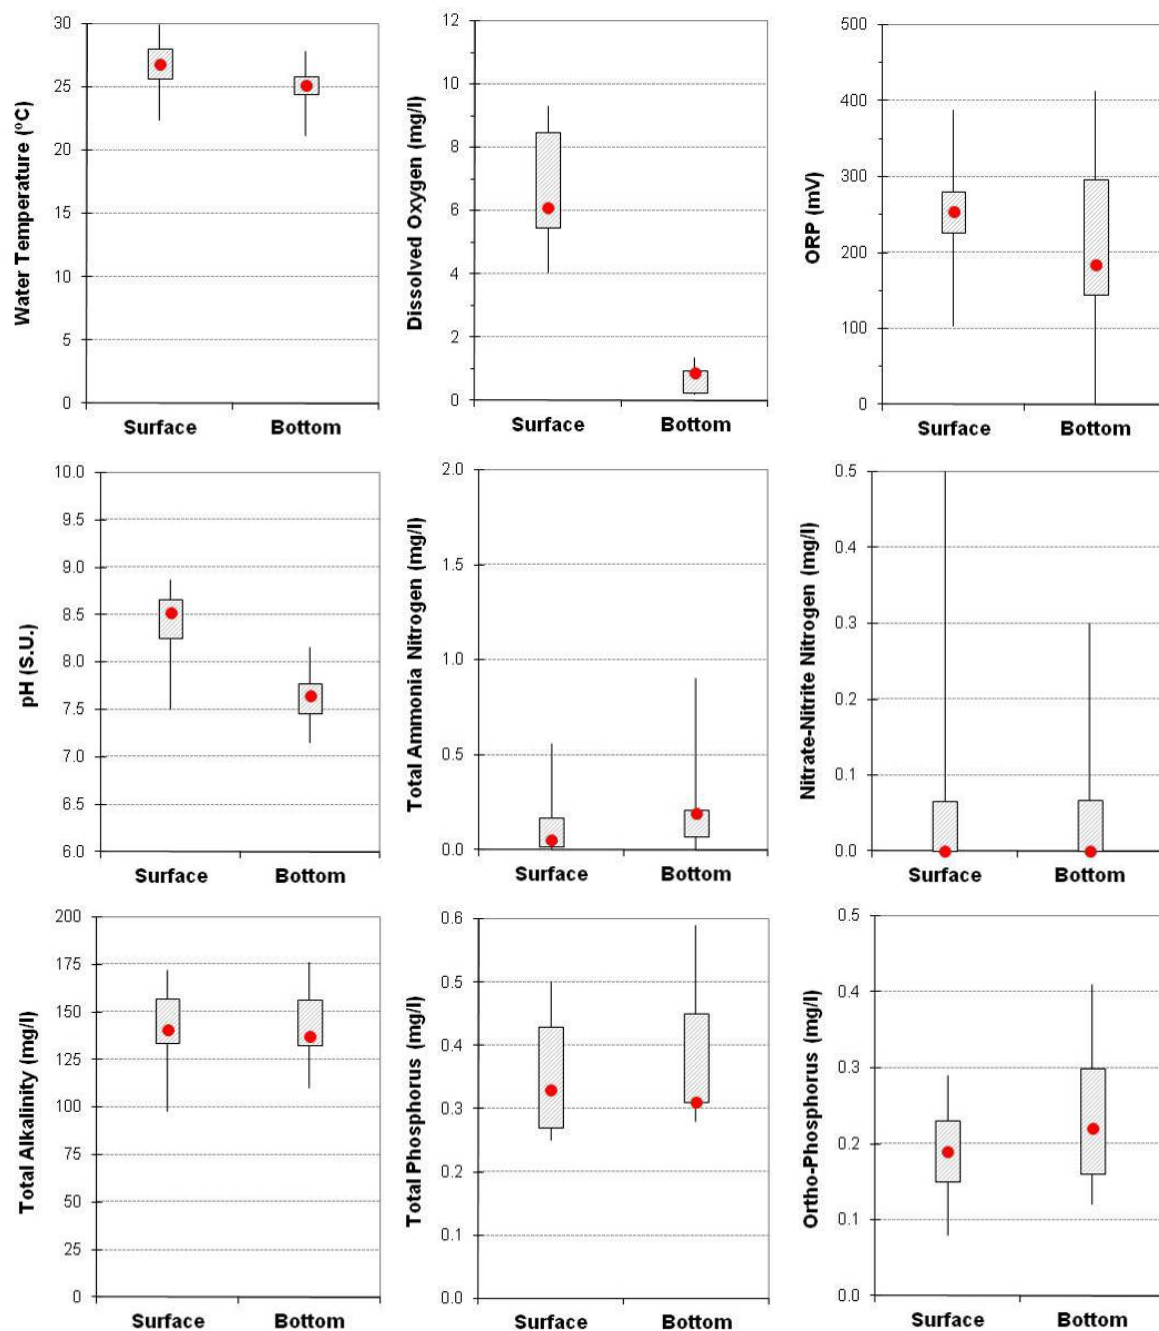 Water Temperature (ºC)
30
25
20
15
10
5
0
Surface
Bottom
Dissolved Oxygen (mg/l)
12
10
8
6
4
2
0
Surface
Bottom
ORP (mV)
500
400
300
200
100
0
Surface
Bottom
pH (S.U.)
10.0
9.5
9.0
8.5
8.0
7.5
7.0
6.5
6.0
Surface
Bottom
Total Ammonia Nitrogen (mg/l)
2.0
1.5
1.0
0.5
0.0
Surface
Bottom
Nitrate-Nitrite Nitrogen (mg/l)
0.5
0.4
0.3
0.2
0.1
0.0
Surface
Bottom
Total Alkalinity (mg/l)
200
175
150
125
100
75
50
25
0
Surface
Bottom
Total Phosphorus (mg/l)
0.6
0.5
0.4
0.3
0.2
0.1
0.0
Surface
Bottom
Ortho-Phosphorus (mg/l)
0.5
0.4
0.3
0.2
0.1
0.0
Surface
Bottom